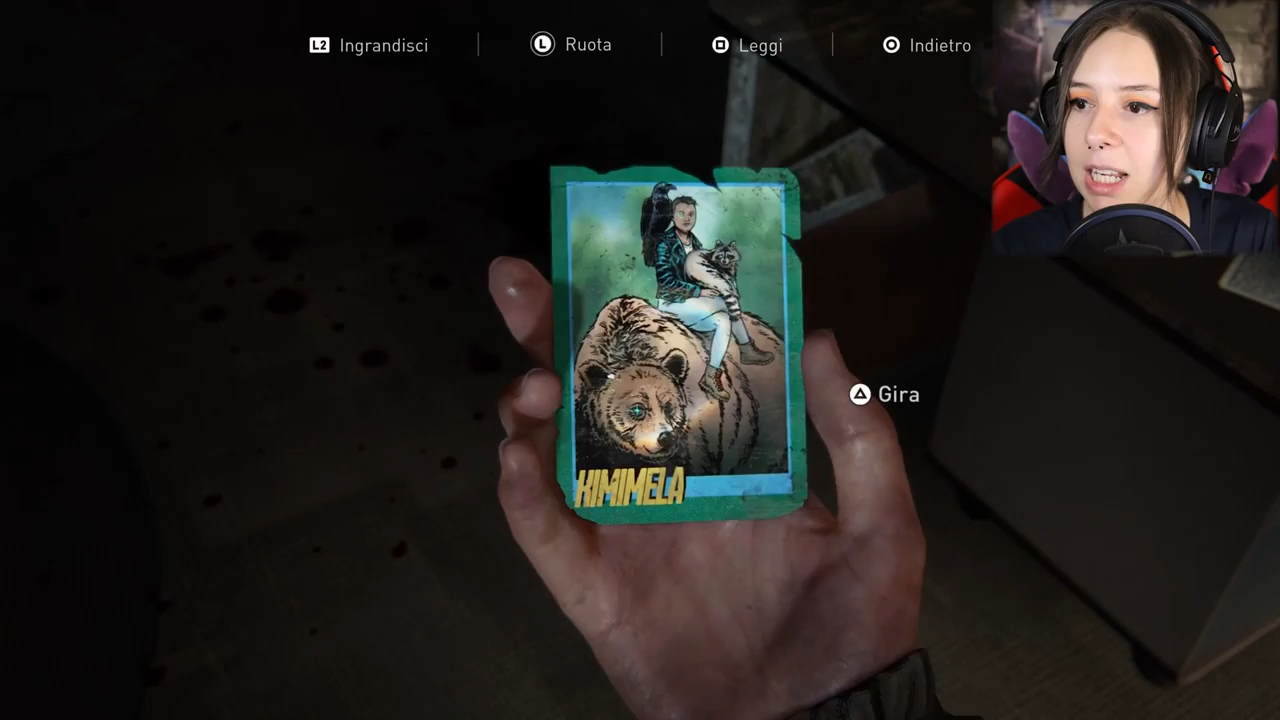 L2 Ingrandisci
L Ruota
Leggi
Indietro
Gira
KIMIMELA